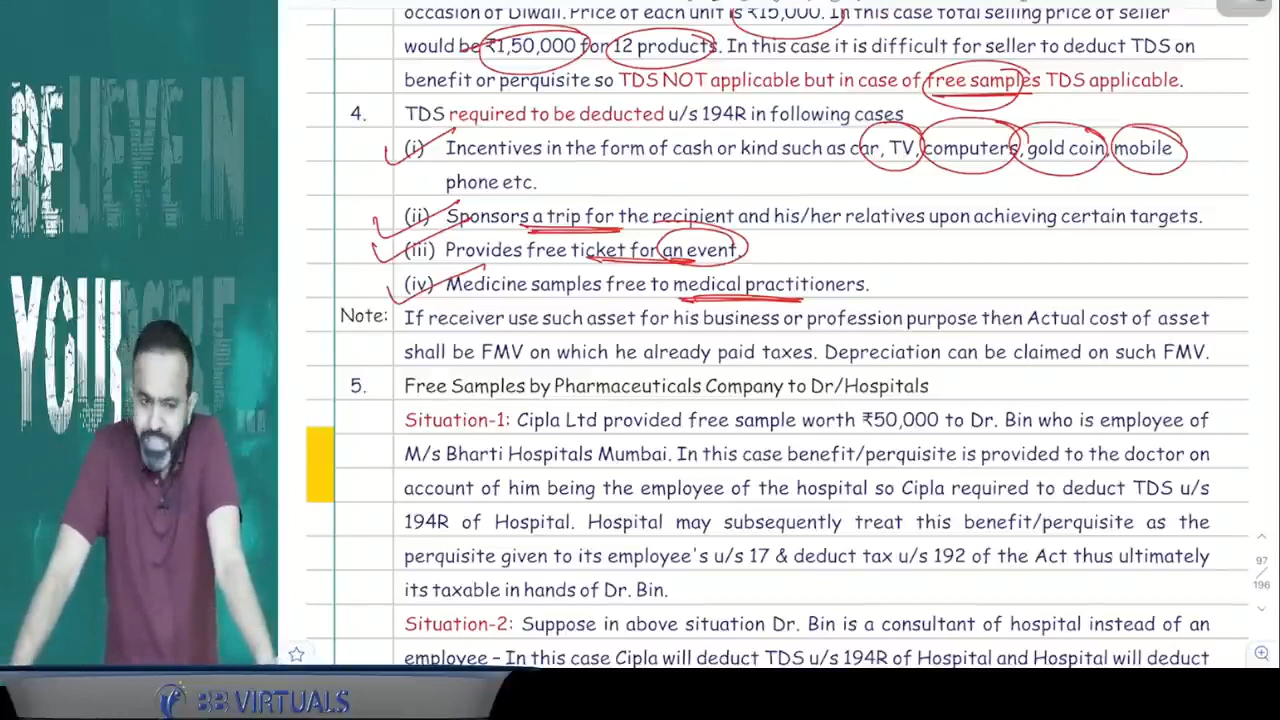 occasion of Diwali. Price of each unit is ₹15,000. In this case total selling price of seller
would be ₹1,50,000 for 12 products. In this case it is difficult for seller to deduct TDS on
benefit or perquisite so TDS NOT applicable but in case of free samples TDS applicable.
4. TDS required to be deducted u/s 194R in following cases
(i) Incentives in the form of cash or kind such as car, TV, computers, gold coin, mobile
phone etc.
(ii) Sponsors a trip for the recipient and his/her relatives upon achieving certain targets.
(iii) Provides free ticket for an event.
(iv) Medicine samples free to medical practitioners.
Note: If receiver use such asset for his business or profession purpose then Actual cost of asset
shall be FMV on which he already paid taxes. Depreciation can be claimed on such FMV.
5. Free Samples by Pharmaceuticals Company to Dr/Hospitals
Situation-1: Cipla Ltd provided free sample worth ₹50,000 to Dr. Bin who is employee of
M/s Bharti Hospitals Mumbai. In this case benefit/perquisite is provided to the doctor on
account of him being the employee of the hospital so Cipla required to deduct TDS u/s
194R of Hospital. Hospital may subsequently treat this benefit/perquisite as the
perquisite given to its employee's u/s 17 & deduct tax u/s 192 of the Act thus ultimately
its taxable in hands of Dr. Bin.
Situation-2: Suppose in above situation Dr. Bin is a consultant of hospital instead of an
employee – In this case Cipla will deduct TDS u/s 194R of Hospital and Hospital will deduct
97
196
BELIEVE IN
YOURSELF
...
BB VIRTUALS